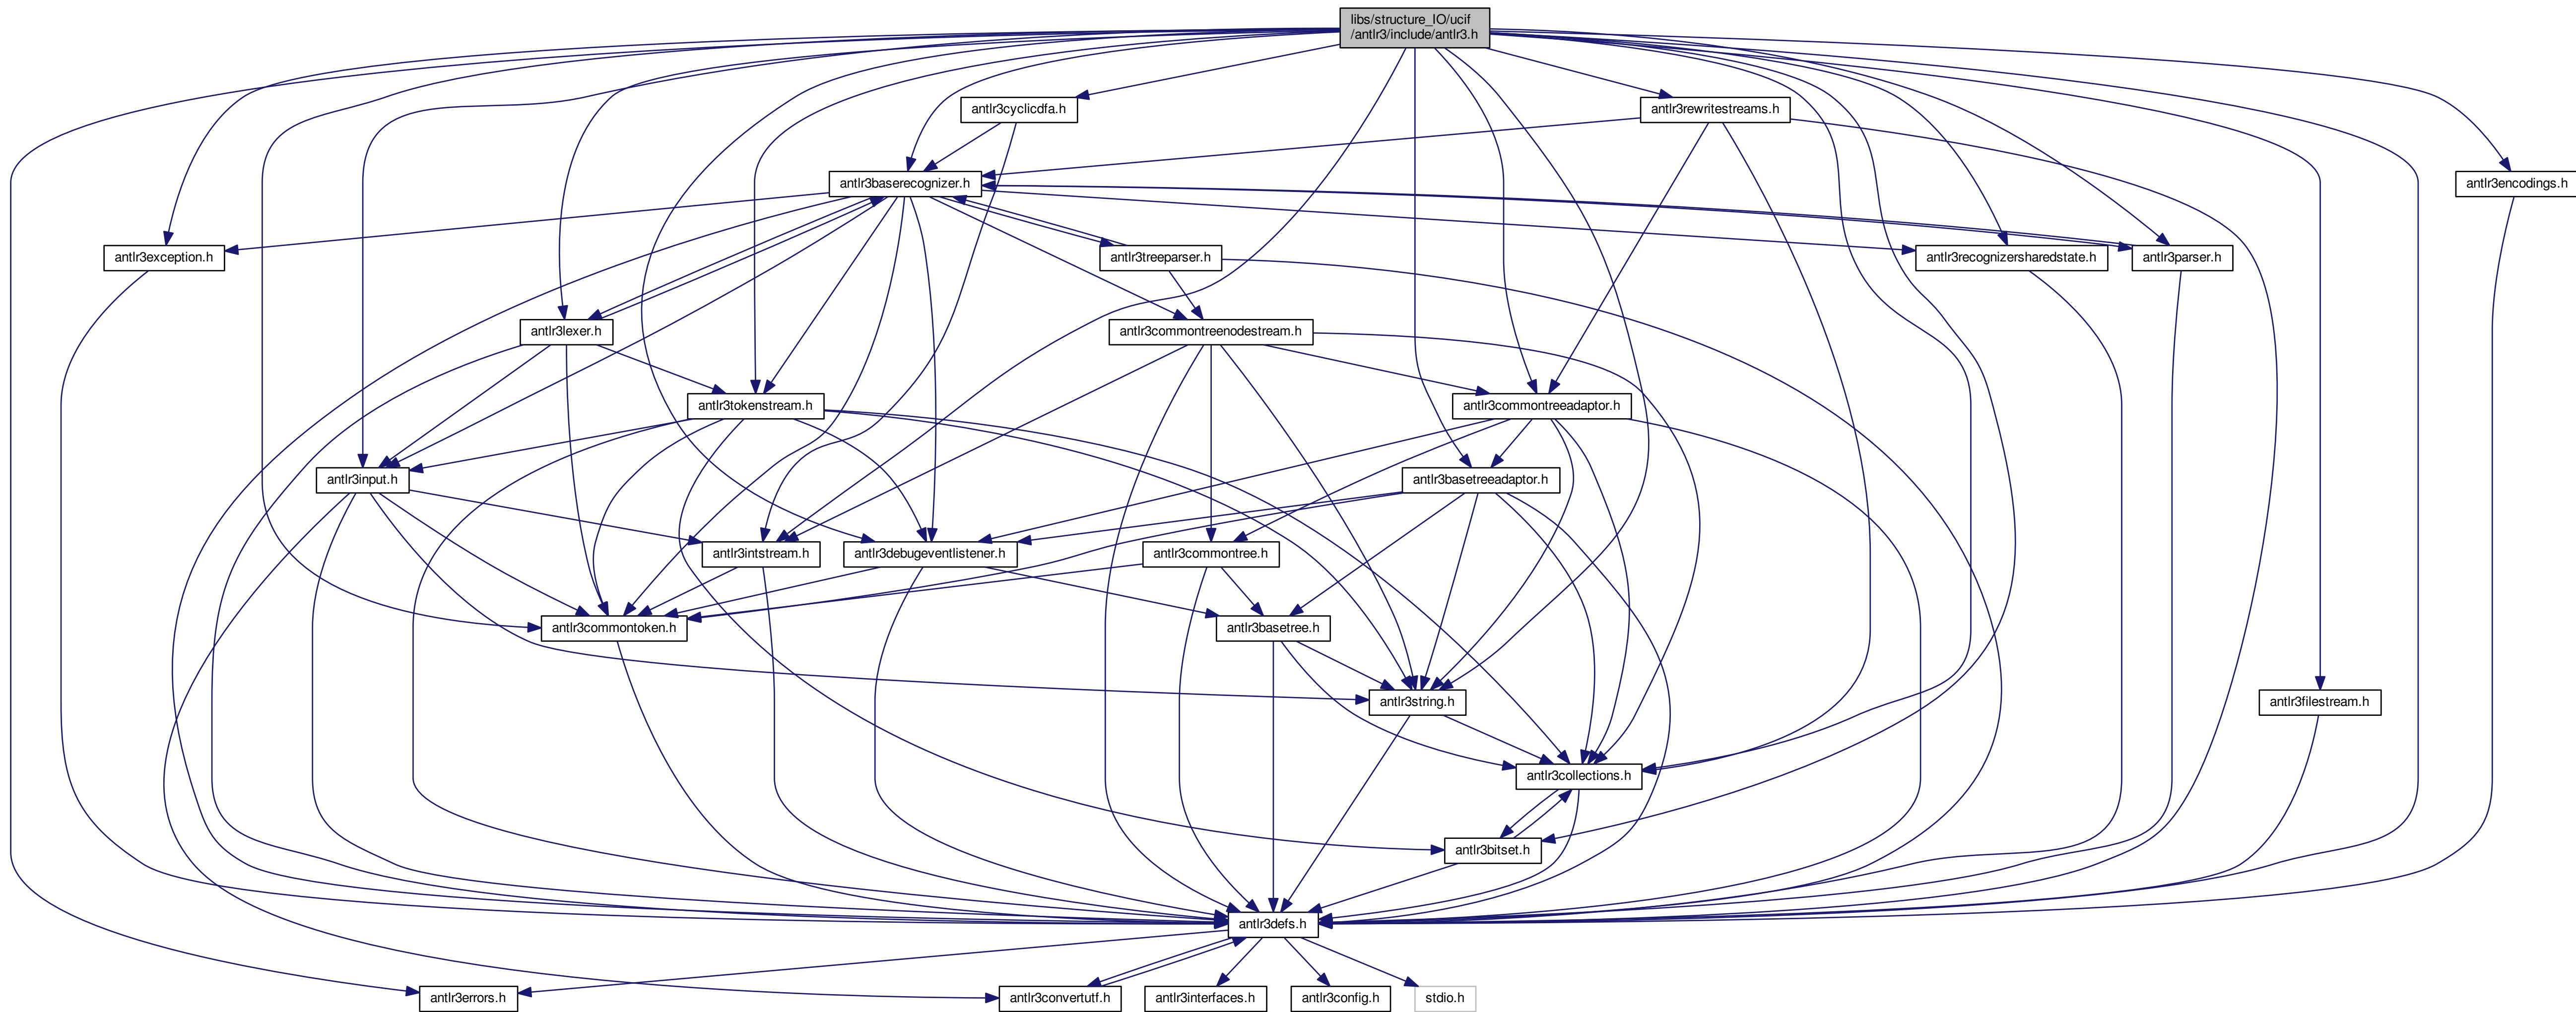 libs/structure_IO/ucif
/antlr3/include/antlr3.h
antlr3cyclicdfa.h
antlr3rewritestreams.h
antlr3baserecognizer.h
antlr3encodings.h
antlr3exception.h
antlr3treeparser.h
antlr3recognizersharedstate.h
antlr3parser.h
antlr3lexer.h
antlr3commontreenodestream.h
antlr3tokenstream.h
antlr3commontreeadaptor.h
antlr3input.h
antlr3basetreeadaptor.h
antlr3intstream.h
antlr3debugeventlistener.h
antlr3commontree.h
antlr3commontoken.h
antlr3basetree.h
antlr3string.h
antlr3filestream.h
antlr3collections.h
antlr3bitset.h
antlr3defs.h
antlr3errors.h
antlr3convertutf.h
antlr3interfaces.h
antlr3config.h
stdio.h